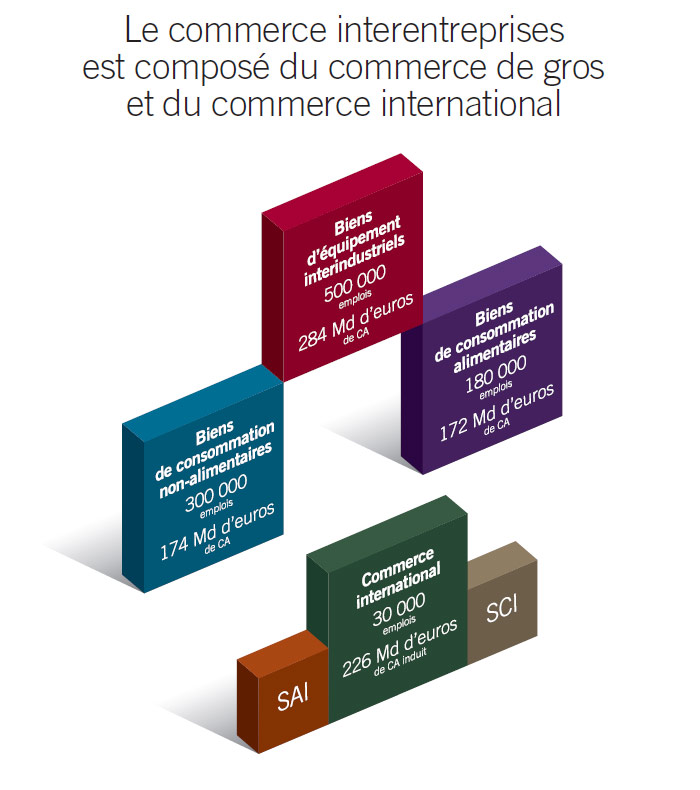 Le commerce interentreprises
est composé du commerce de gros
et du commerce international
Biens
d'équipement
interindustriels
500 000
emplois
284 Md d'euros
de CA
Biens
de consommation
alimentaires
180 000
emplois
172 Md d'euros
de CA
Biens
de consommation
non-alimentaires
300 000
emplois
174 Md d'euros
de CA
Commerce
international
30 000
emplois
226 Md d'euros
de CA induit
SCI
SAI